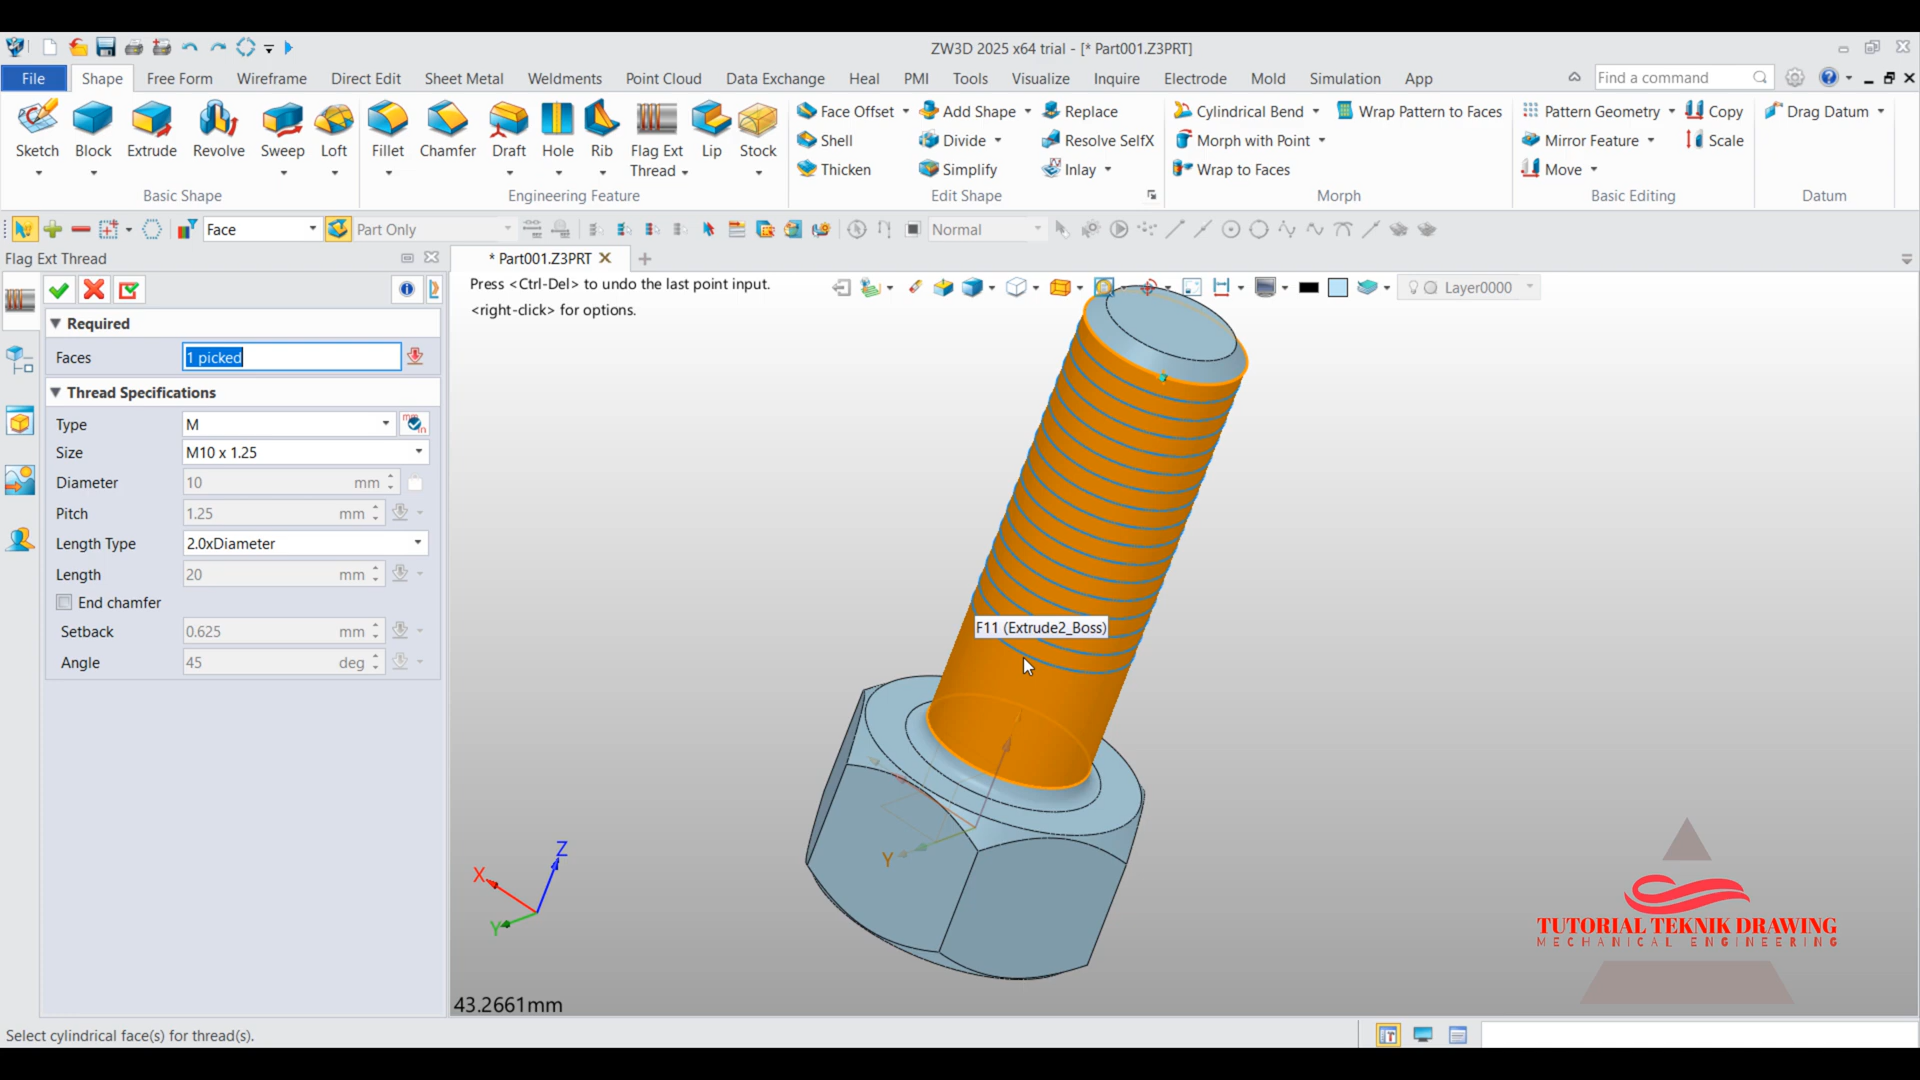 ZW3D 2025 x64 trial - [* Part001.Z3PRT]
File Shape Free Form Wireframe Direct Edit Sheet Metal Weldments Point Cloud Data Exchange Heal PMI Tools Visualize Inquire Electrode Mold Simulation App Find a command
Sketch Block Extrude Revolve Sweep Loft Fillet Chamfer Draft Hole Rib Flag Ext Thread Lip Stock
Face Offset Add Shape Replace Cylindrical Bend Wrap Pattern to Faces Pattern Geometry Copy Drag Datum
Shell Divide Resolve SelfX Morph with Point Mirror Feature Scale
Thicken Simplify Inlay Wrap to Faces Move
Basic Shape Engineering Feature Edit Shape Morph Basic Editing Datum
Face Part Only Normal
Flag Ext Thread
* Part001.Z3PRT
Press <Ctrl-Del> to undo the last point input.
<right-click> for options.
Layer0000
Required
Faces 1 picked
Thread Specifications
Type M
Size M10 x 1.25
Diameter 10 mm
Pitch 1.25 mm
Length Type 2.0xDiameter
Length 20 mm
End chamfer
Setback 0.625 mm
Angle 45 deg
F11 (Extrude2_Boss)
Y
X
Z
Y
TUTORIAL TEKNIK DRAWING
MECHANICAL ENGINEERING
43.2661mm
Select cylindrical face(s) for thread(s).